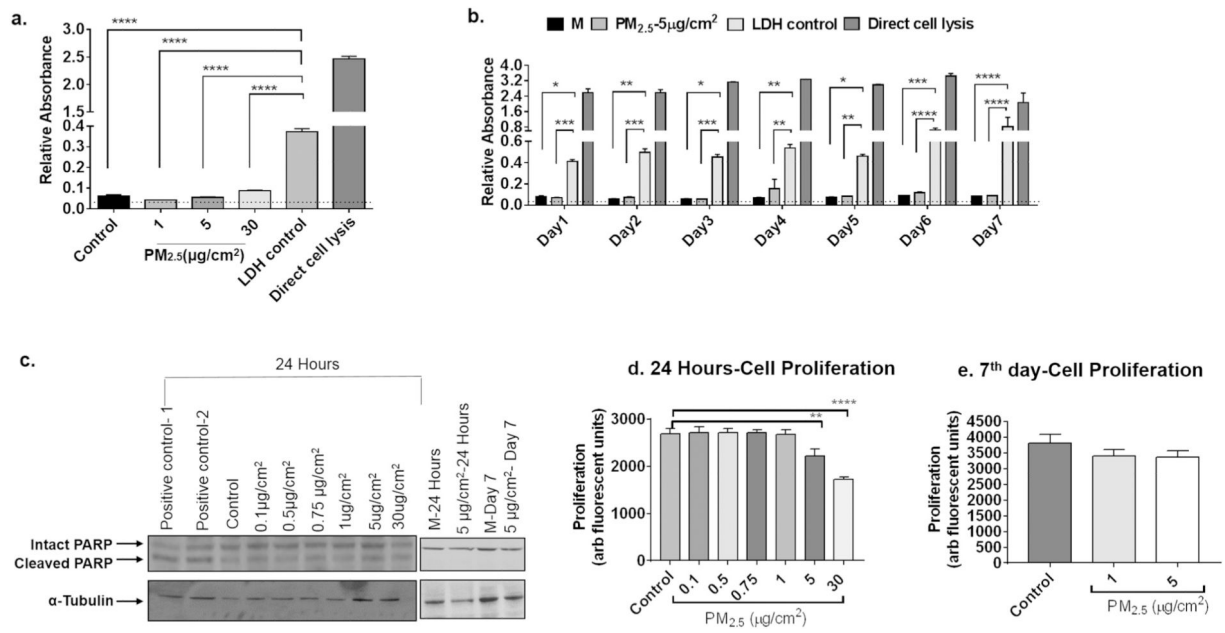 a.
****
****
****
****
Relative Absorbance
3.0
2.5
2.0
1.5
1.0
0.5
0.4
0.3
0.2
0.1
0.0
Control
1
5
30
LDH control
Direct cell lysis
PM2.5(µg/cm²)
b.
M PM2.5-5µg/cm² LDH control Direct cell lysis
Relative Absorbance
4.0
3.2
2.4
1.6
0.8
0.6
0.4
0.2
0.0
* ** * ** * *** ****
*** *** *** ** ** **** ****
Day1 Day2 Day3 Day4 Day5 Day6 Day7
c.
24 Hours
Positive control- 1
Positive control-2
Control
0.1µg/cm²
0.5µg/cm²
0.75 µg/cm²
1ug/cm²
5ug/cm²
30ug/cm²
M-24 Hours
5 µg/cm²-24 Hours
M-Day 7
5 µg/cm²- Day 7
Intact PARP
Cleaved PARP
α-Tubulin
d. 24 Hours-Cell Proliferation
****
**
Proliferation
(arb fluorescent units)
3000
2000
1000
0
Control 0.1 0.5 0.75 1 5 30
PM2.5 (µg/cm²)
e. 7th day-Cell Proliferation
Proliferation
(arb fluorescent units)
4500
4000
3500
3000
2500
2000
1500
1000
500
0
Control 1 5
PM2.5 (µg/cm²)